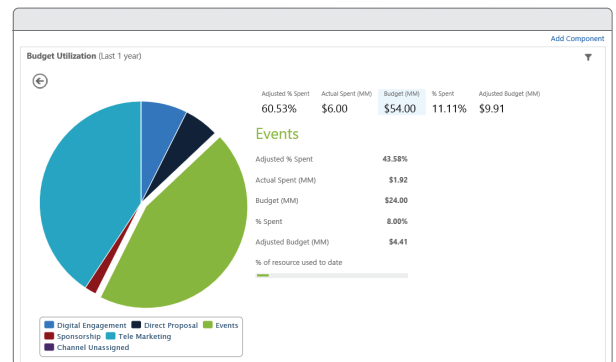 Add Component
Budget Utilization (Last 1 year)
Adjusted % Spent Actual Spent (MM) Budget (MM) % Spent Adjusted Budget (MM)
60.53% $6.00 $54.00 11.11% $9.91
Events
Adjusted % Spent 43.58%
Actual Spent (MM) $1.92
Budget (MM) $24.00
% Spent 8.00%
Adjusted Budget (MM) $4.41
% of resource used to date
Digital Engagement Direct Proposal Events
Sponsorship Tele Marketing
Channel Unassigned